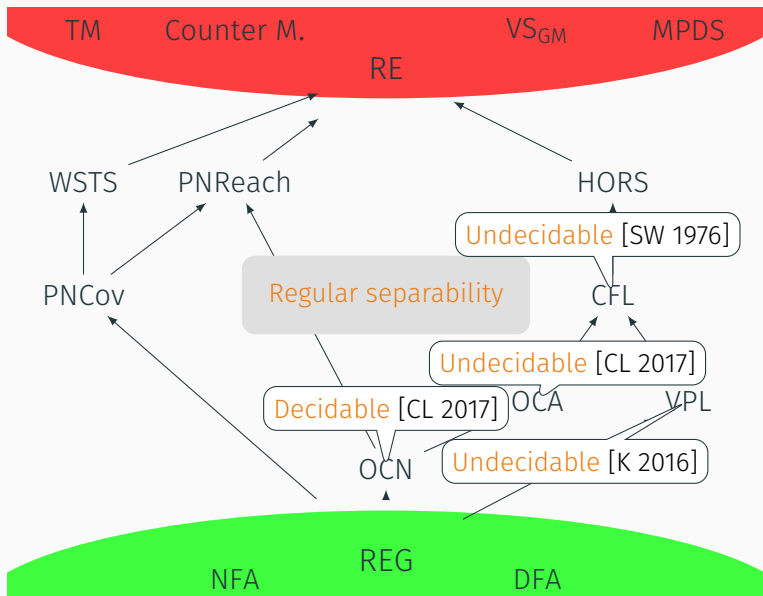 TM Counter M. VS_GM MPDS
RE
WSTS PNReach HORS
Undecidable [SW 1976]
PNCov Regular separability CFL
Undecidable [CL 2017]
Decidable [CL 2017] OCA VPL
OCN Undecidable [K 2016]
REG
NFA DFA